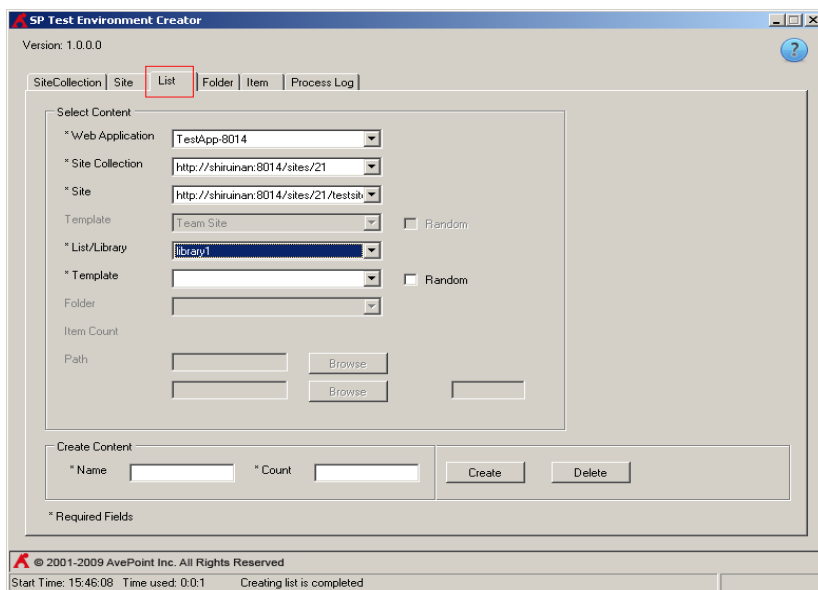 SP Test Environment Creator
Version: 1.0.0.0
?
SiteCollection Site List Folder Item Process Log
Select Content
* Web Application TestApp-8014
* Site Collection http://shiruinan:8014/sites/21
* Site http://shiruinan:8014/sites/21/testsite
Template Team Site Random
* List/Library library1
* Template Random
Folder
Item Count
Path Browse
Browse
Create Content
* Name * Count Create Delete
* Required Fields
© 2001-2009 AvePoint Inc. All Rights Reserved
Start Time: 15:46:08 Time used: 0:0:1 Creating list is completed